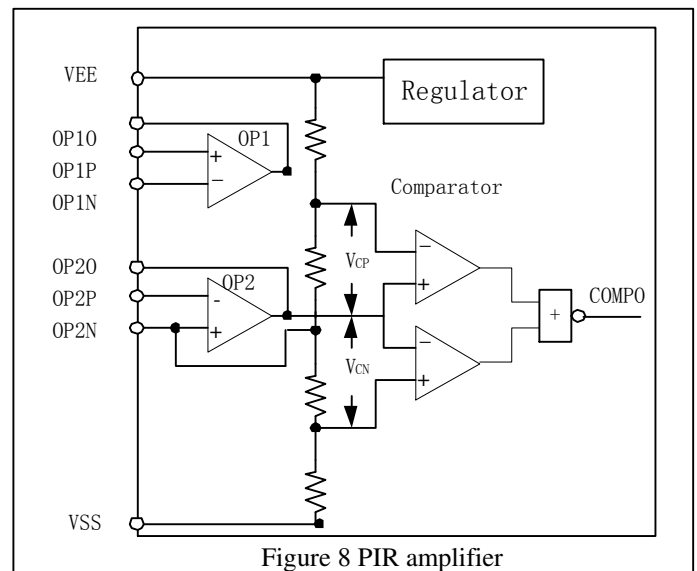 VEE
Regulator
OP1O
OP1
+
OP1P
−
OP1N
Comparator
−
VCP
+
OP2O
OP2
OP2P
-
COMPO
+
OP2N
+
−
VCN
+
VSS
Figure 8 PIR amplifier